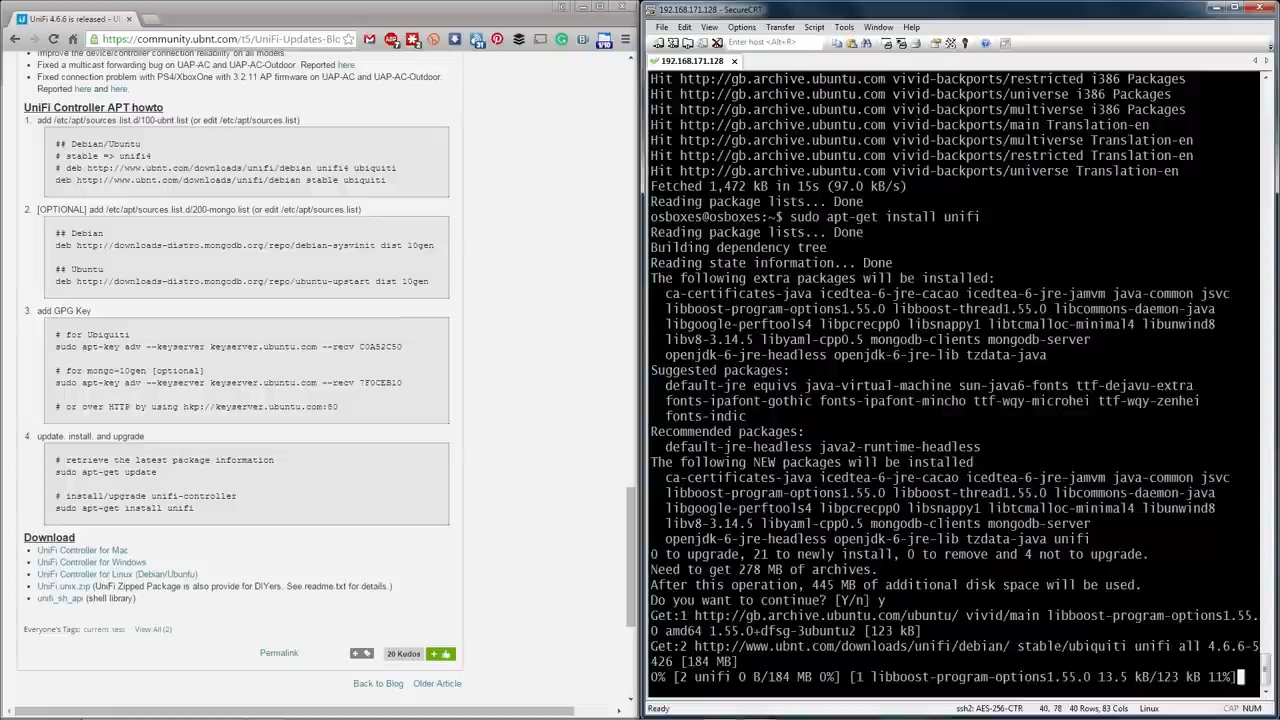 UniFi 4.6.6 is released - U
https://community.ubnt.com/t5/UniFi-Updates-Blo
Improve the device/controller connection reliability on all models
Fixed a multicast forwarding bug on UAP-AC and UAP-AC-Outdoor. Reported here.
Fixed connection problem with PS4/XboxOne with 3.2.11 AP firmware on UAP-AC and UAP-AC-Outdoor.
Reported here and here.
UniFi Controller APT howto
1. add /etc/apt/sources.list.d/100-ubnt.list (or edit /etc/apt/sources.list)
## Debian/Ubuntu
# stable => unifi4
# deb http://www.ubnt.com/downloads/unifi/debian unifi4 ubiquiti
deb http://www.ubnt.com/downloads/unifi/debian stable ubiquiti
2. [OPTIONAL] add /etc/apt/sources.list.d/200-mongo.list (or edit /etc/apt/sources.list)
## Debian
deb http://downloads-distro.mongodb.org/repo/debian-sysvinit dist 10gen
## Ubuntu
deb http://downloads-distro.mongodb.org/repo/ubuntu-upstart dist 10gen
3. add GPG Key
# for Ubiquiti
sudo apt-key adv --keyserver keyserver.ubuntu.com --recv C0A52C50
# for mongo-10gen [optional]
sudo apt-key adv --keyserver keyserver.ubuntu.com --recv 7F0CEB10
# or over HTTP by using hkp://keyserver.ubuntu.com:80
4. update, install, and upgrade
# retrieve the latest package information
sudo apt-get update
# install/upgrade unifi-controller
sudo apt-get install unifi
Download
UniFi Controller for Mac
UniFi Controller for Windows
UniFi Controller for Linux (Debian/Ubuntu)
UniFi.unix.zip (UniFi Zipped Package is also provide for DIYers. See readme.txt for details.)
unifi_sh_api (shell library)
Everyone's Tags: current test View All (2)
Permalink 20 Kudos
Back to Blog Older Article
192.168.171.128 - SecureCRT
File Edit View Options Transfer Script Tools Window Help
Enter host <Alt+R>
192.168.171.128
Hit http://gb.archive.ubuntu.com vivid-backports/restricted i386 Packages
Hit http://gb.archive.ubuntu.com vivid-backports/universe i386 Packages
Hit http://gb.archive.ubuntu.com vivid-backports/multiverse i386 Packages
Hit http://gb.archive.ubuntu.com vivid-backports/main Translation-en
Hit http://gb.archive.ubuntu.com vivid-backports/multiverse Translation-en
Hit http://gb.archive.ubuntu.com vivid-backports/restricted Translation-en
Hit http://gb.archive.ubuntu.com vivid-backports/universe Translation-en
Fetched 1,472 kB in 15s (97.0 kB/s)
Reading package lists... Done
osboxes@osboxes:~$ sudo apt-get install unifi
Reading package lists... Done
Building dependency tree
Reading state information... Done
The following extra packages will be installed:
ca-certificates-java icedtea-6-jre-cacao icedtea-6-jre-jamvm java-common jsvc
libboost-program-options1.55.0 libboost-thread1.55.0 libcommons-daemon-java
libgoogle-perftools4 libpcrecpp0 libsnappy1 libtcmalloc-minimal4 libunwind8
libv8-3.14.5 libyaml-cpp0.5 mongodb-clients mongodb-server
openjdk-6-jre-headless openjdk-6-jre-lib tzdata-java
Suggested packages:
default-jre equivs java-virtual-machine sun-java6-fonts ttf-dejavu-extra
fonts-ipafont-gothic fonts-ipafont-mincho ttf-wqy-microhei ttf-wqy-zenhei
fonts-indic
Recommended packages:
default-jre-headless java2-runtime-headless
The following NEW packages will be installed
ca-certificates-java icedtea-6-jre-cacao icedtea-6-jre-jamvm java-common jsvc
libboost-program-options1.55.0 libboost-thread1.55.0 libcommons-daemon-java
libgoogle-perftools4 libpcrecpp0 libsnappy1 libtcmalloc-minimal4 libunwind8
libv8-3.14.5 libyaml-cpp0.5 mongodb-clients mongodb-server
openjdk-6-jre-headless openjdk-6-jre-lib tzdata-java unifi
0 to upgrade, 21 to newly install, 0 to remove and 4 not to upgrade.
Need to get 278 MB of archives.
After this operation, 445 MB of additional disk space will be used.
Do you want to continue? [Y/n] y
Get:1 http://gb.archive.ubuntu.com/ubuntu/ vivid/main libboost-program-options1.55.
0 amd64 1.55.0+dfsg-3ubuntu2 [123 kB]
Get:2 http://www.ubnt.com/downloads/unifi/debian/ stable/ubiquiti unifi all 4.6.6-5
426 [184 MB]
0% [2 unifi 0 B/184 MB 0%] [1 libboost-program-options1.55.0 13.5 kB/123 kB 11%]
Ready ssh2: AES-256-CTR 40, 78 40 Rows, 83 Cols Linux CAP NUM